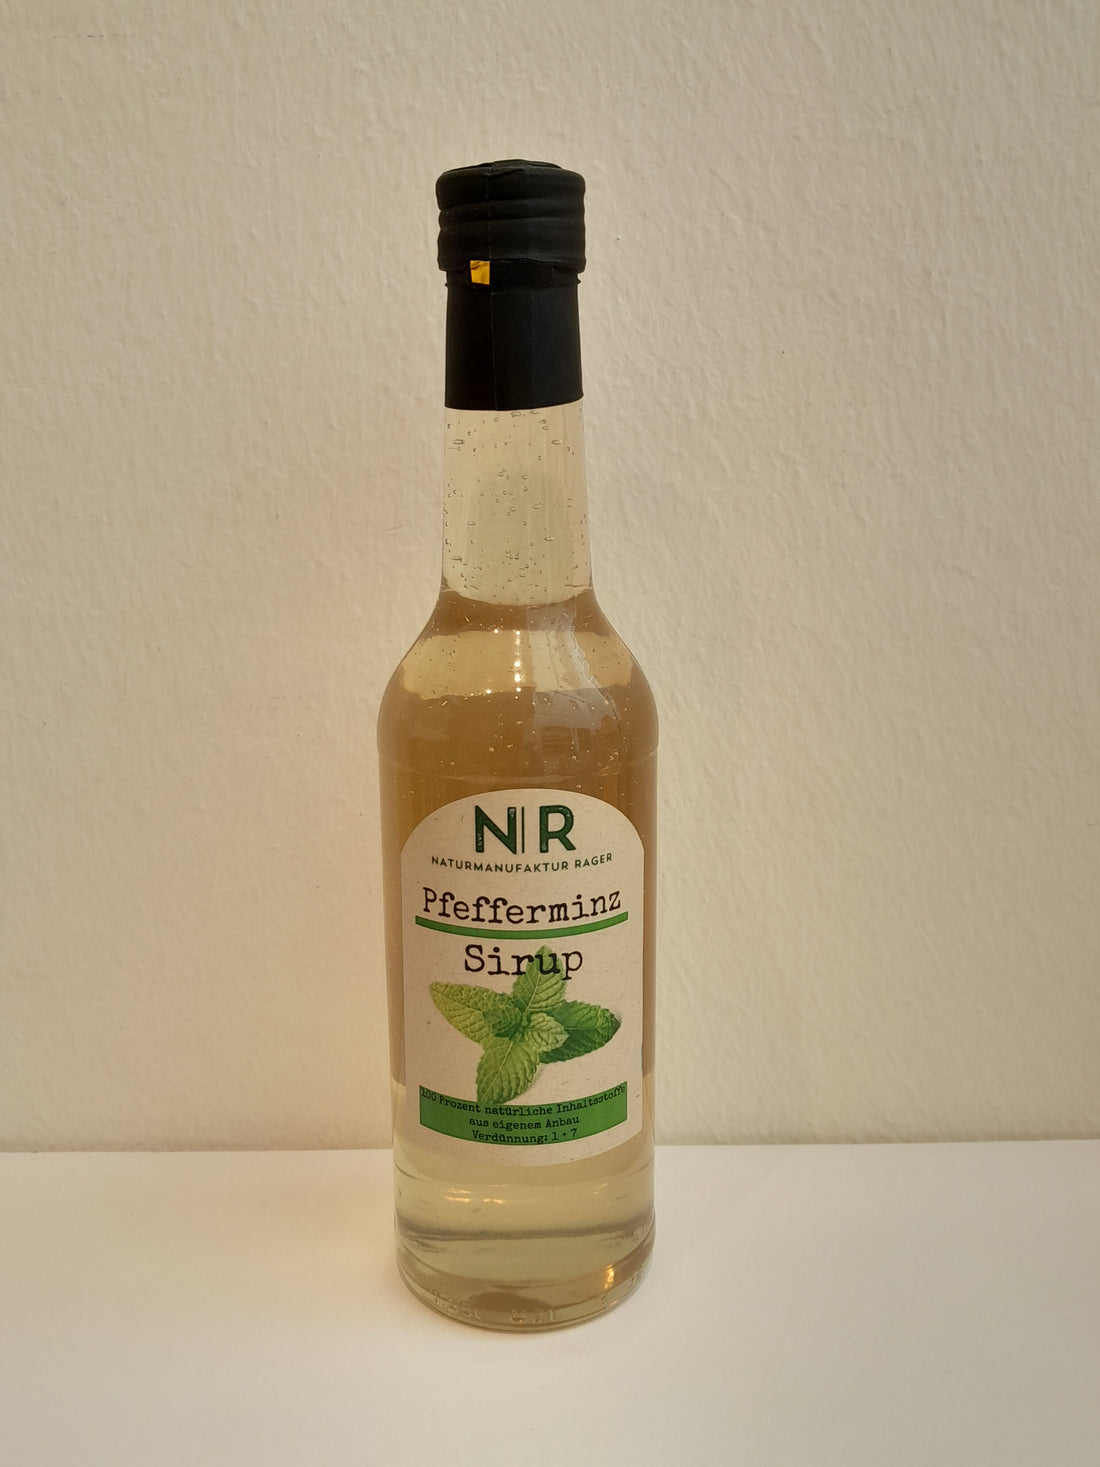 N|R
NATURMANUFAKTUR RAGER
Pfefferminz
Sirup
100 Prozent natürliche Inhaltsstoffe
aus eigenem Anbau
Verdünnung: 1 + 7